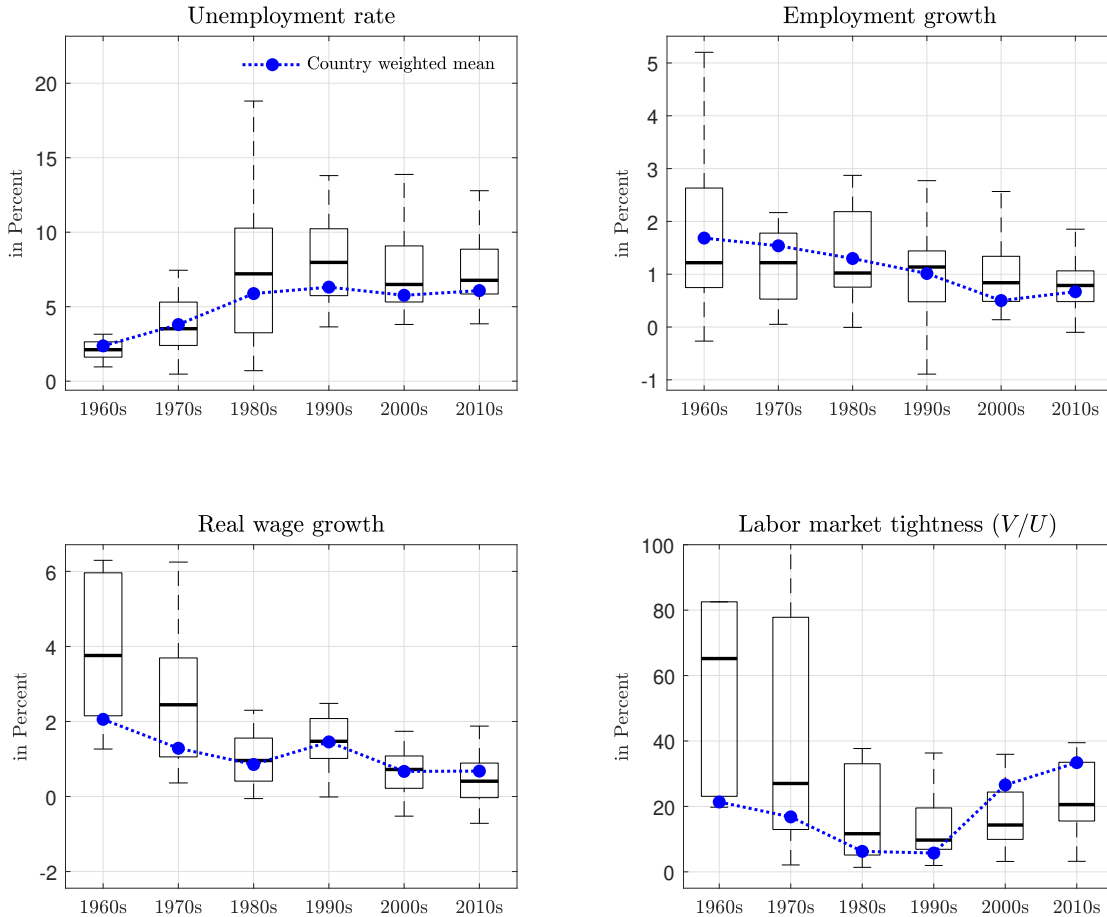 Unemployment rate
in Percent
20
15
10
5
0
Country weighted mean
1960s 1970s 1980s 1990s 2000s 2010s
Employment growth
in Percent
5
4
3
2
1
0
-1
1960s 1970s 1980s 1990s 2000s 2010s
Real wage growth
in Percent
6
4
2
0
-2
1960s 1970s 1980s 1990s 2000s 2010s
Labor market tightness (V/U)
in Percent
100
80
60
40
20
0
1960s 1970s 1980s 1990s 2000s 2010s